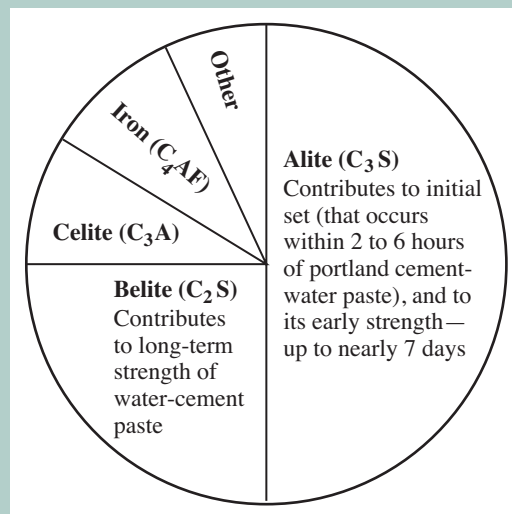 Other
Iron (C₄AF)
Celite (C₃A)
Alite (C₃S)
Contributes to initial
set (that occurs
within 2 to 6 hours
of portland cement-
water paste), and to
its early strength—
up to nearly 7 days
Belite (C₂S)
Contributes
to long-term
strength of
water-cement
paste